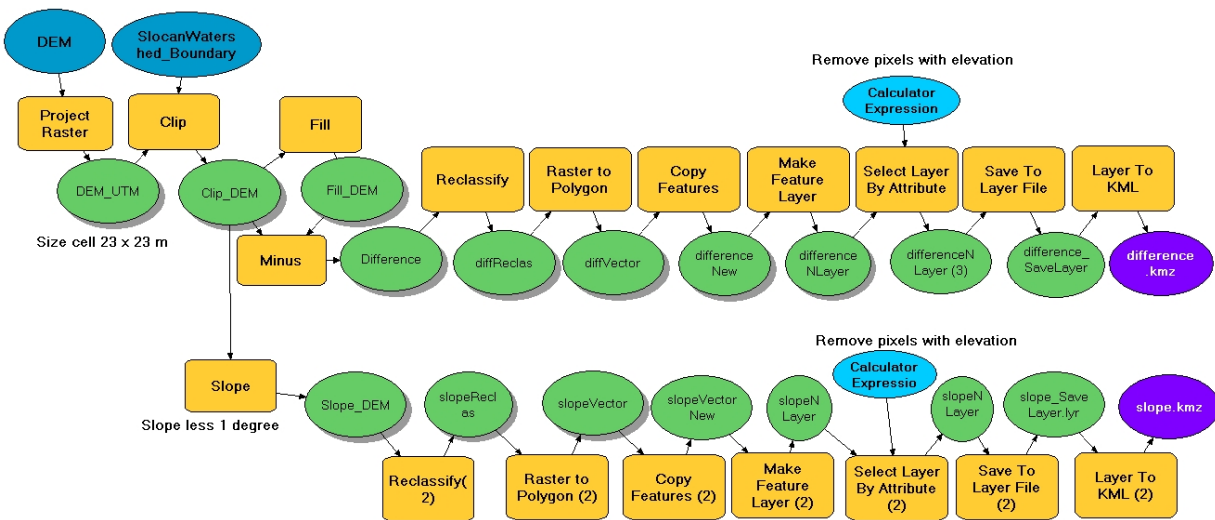 DEM
SlocanWaters
hed_Boundary
Remove pixels with elevation
Calculator
Expression
Project
Raster
Clip
Fill
DEM_UTM
Clip_DEM
Fill_DEM
Size cell 23 x 23 m
Minus
Difference
Reclassify
diffReclas
Raster to
Polygon
diffVector
Copy
Features
difference
New
Make
Feature
Layer
difference
NLayer
Select Layer
By Attribute
differenceN
Layer (3)
Save To
Layer File
difference_
SaveLayer
Layer To
KML
difference
.kmz
Remove pixels with elevation
Calculator
Expressio
Slope
Slope less 1 degree
Slope_DEM
Reclassify(
2)
slopeRecl
as
Raster to
Polygon (2)
slopeVector
Copy
Features (2)
slopeVector
New
Make
Feature
Layer (2)
slopeN
Layer
Select Layer
By Attribute
(2)
slopeN
Layer
Save To
Layer File
(2)
slope_Save
Layer.lyr
Layer To
KML (2)
slope.kmz